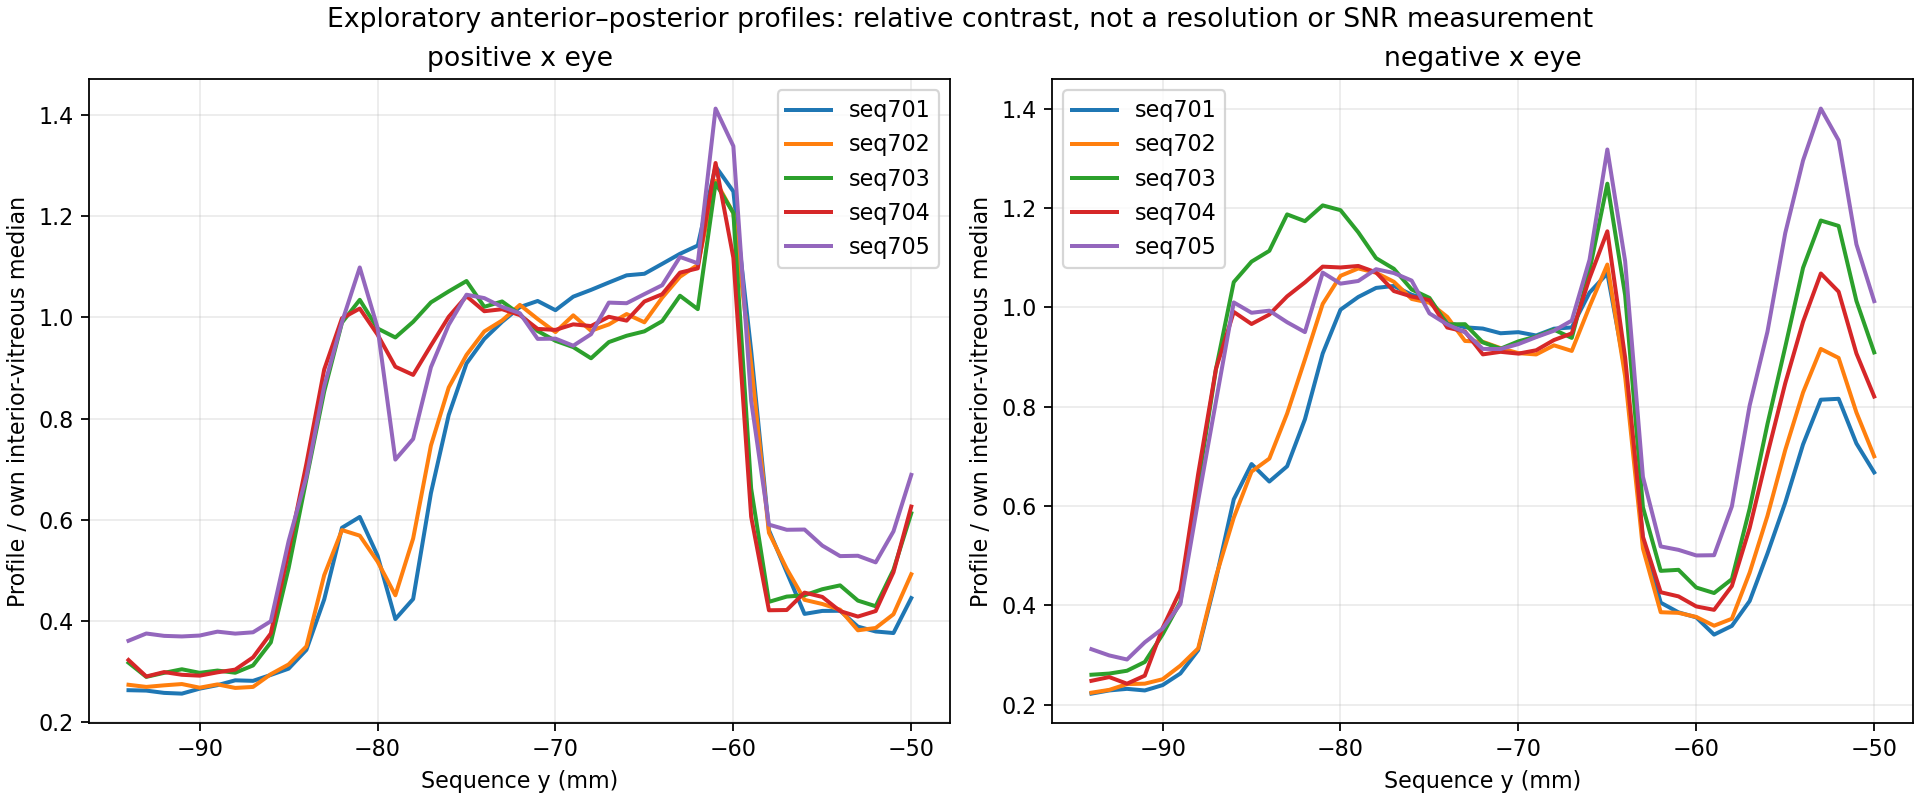 Exploratory anterior–posterior profiles: relative contrast, not a resolution or SNR measurement
positive x eye
Profile / own interior-vitreous median
1.4
1.2
1.0
0.8
0.6
0.4
0.2
seq701
seq702
seq703
seq704
seq705
−90
−80
−70
−60
−50
Sequence y (mm)
negative x eye
Profile / own interior-vitreous median
1.4
1.2
1.0
0.8
0.6
0.4
0.2
seq701
seq702
seq703
seq704
seq705
−90
−80
−70
−60
−50
Sequence y (mm)